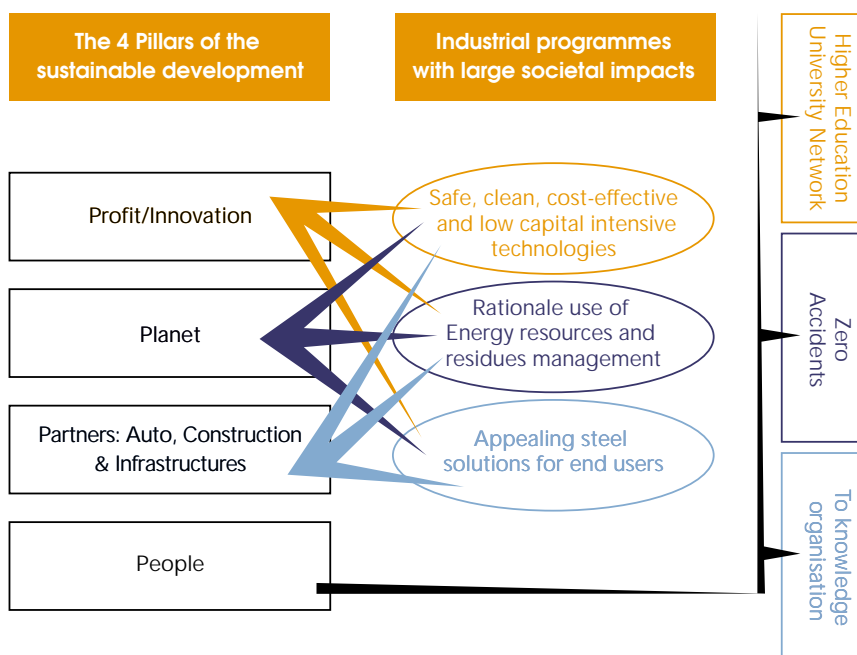 The 4 Pillars of the
sustainable development
Industrial programmes
with large societal impacts
Profit/Innovation
Planet
Partners: Auto, Construction
& Infrastructures
People
Safe, clean, cost-effective
and low capital intensive
technologies
Rationale use of
Energy resources and
residues management
Appealing steel
solutions for end users
Higher Education
University Network
Zero
Accidents
To knowledge
organisation